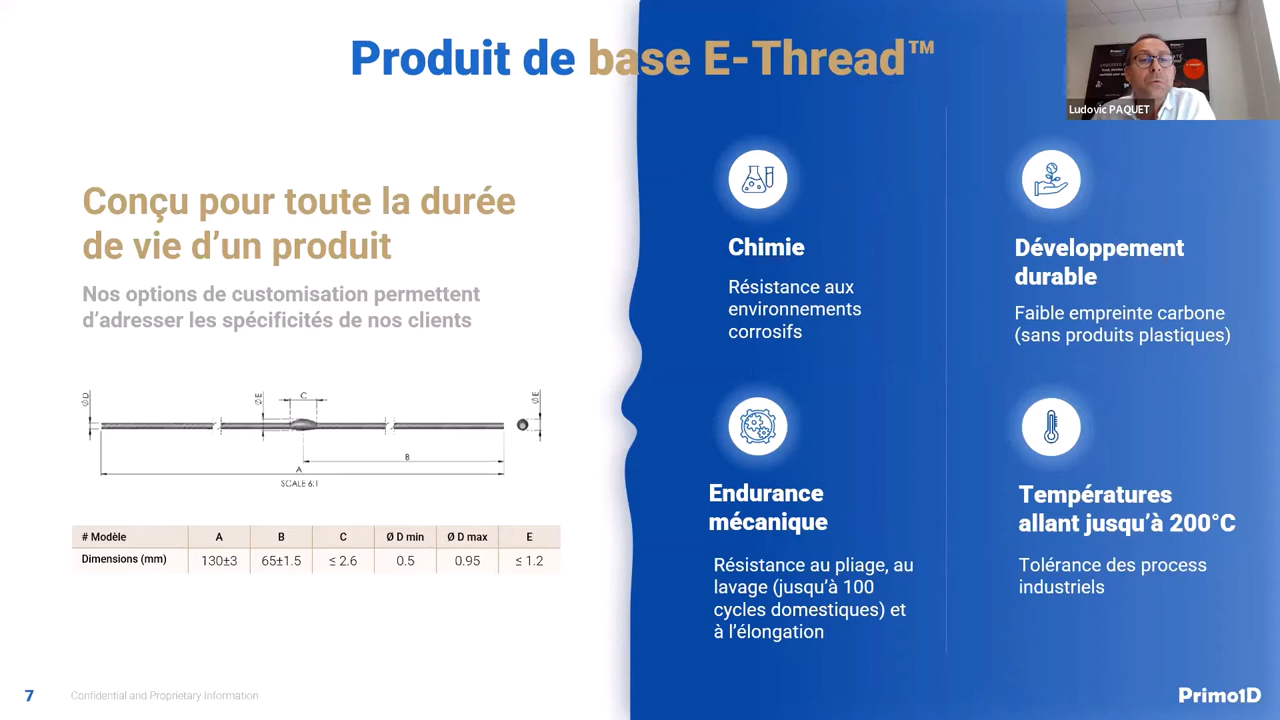 Produit de base E-Thread™
Ludovic PAQUET
Conçu pour toute la durée
de vie d’un produit
Nos options de customisation permettent
d’adresser les spécificités de nos clients
Ø D
Ø E
C
Ø E
B
A
SCALE 6:1
# Modèle A B C Ø D min Ø D max E
Dimensions (mm) 130±3 65±1.5 ≤ 2.6 0.5 0.95 ≤ 1.2
Chimie
Résistance aux
environnements
corrosifs
Développement
durable
Faible empreinte carbone
(sans produits plastiques)
Endurance
mécanique
Résistance au pliage, au
lavage (jusqu’à 100
cycles domestiques) et
à l’élongation
Températures
allant jusqu’à 200°C
Tolérance des process
industriels
7
Confidential and Proprietary Information
Primo1D